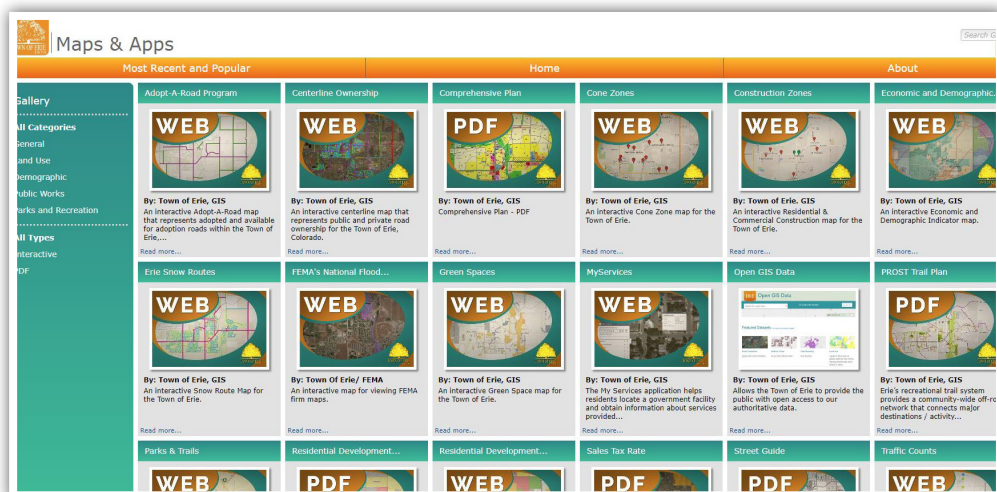 Maps & Apps
Search G
Most Recent and Popular
Home
About
Gallery
All Categories
General
Land Use
Demographic
Public Works
Parks and Recreation
All Types
Interactive
PDF
Adopt-A-Road Program
WEB
By: Town of Erie, GIS
An interactive Adopt-A-Road map
that represents adopted and available
for adoption roads within the Town of
Erie,...
Read more...
Centerline Ownership
WEB
By: Town of Erie, GIS
An interactive centerline map that
represents public and private road
ownership for the Town of Erie,
Colorado.
Read more...
Comprehensive Plan
PDF
By: Town of Erie, GIS
Comprehensive Plan - PDF
Read more...
Cone Zones
WEB
By: Town of Erie, GIS
An interactive Cone Zone map for the
Town of Erie.
Read more...
Construction Zones
WEB
By: Town of Erie, GIS
An interactive Residential &
Commercial Construction map for the
Town of Erie.
Read more...
Economic and Demographic.
WEB
By: Town of Erie, GIS
An interactive Economic and
Demographic Indicator map.
Read more...
Erie Snow Routes
WEB
By: Town of Erie, GIS
An interactive Snow Route Map for
the Town of Erie.
Read more...
FEMA's National Flood...
WEB
By: Town of Erie/ FEMA
An interactive map for viewing FEMA
firm maps.
Read more...
Green Spaces
WEB
By: Town of Erie, GIS
An interactive Green Space map for
the Town of Erie.
Read more...
MyServices
WEB
By: Town of Erie, GIS
The My Services application helps
residents locate a government facility
and obtain information about services
provided...
Read more...
Open GIS Data
Open GIS Data
Featured Datasets
By: Town of Erie, GIS
Allows the Town of Erie to provide the
public with open access to our
authoritative data.
Read more...
PROST Trail Plan
PDF
By: Town of Erie, GIS
Erie's recreational trail system
provides a community-wide off-ro
network that connects major
destinations / activity...
Read more...
Parks & Trails
WEB
Residential Development...
PDF
Residential Development...
WEB
Sales Tax Rate
PDF
Street Guide
PDF
Traffic Counts
WEB